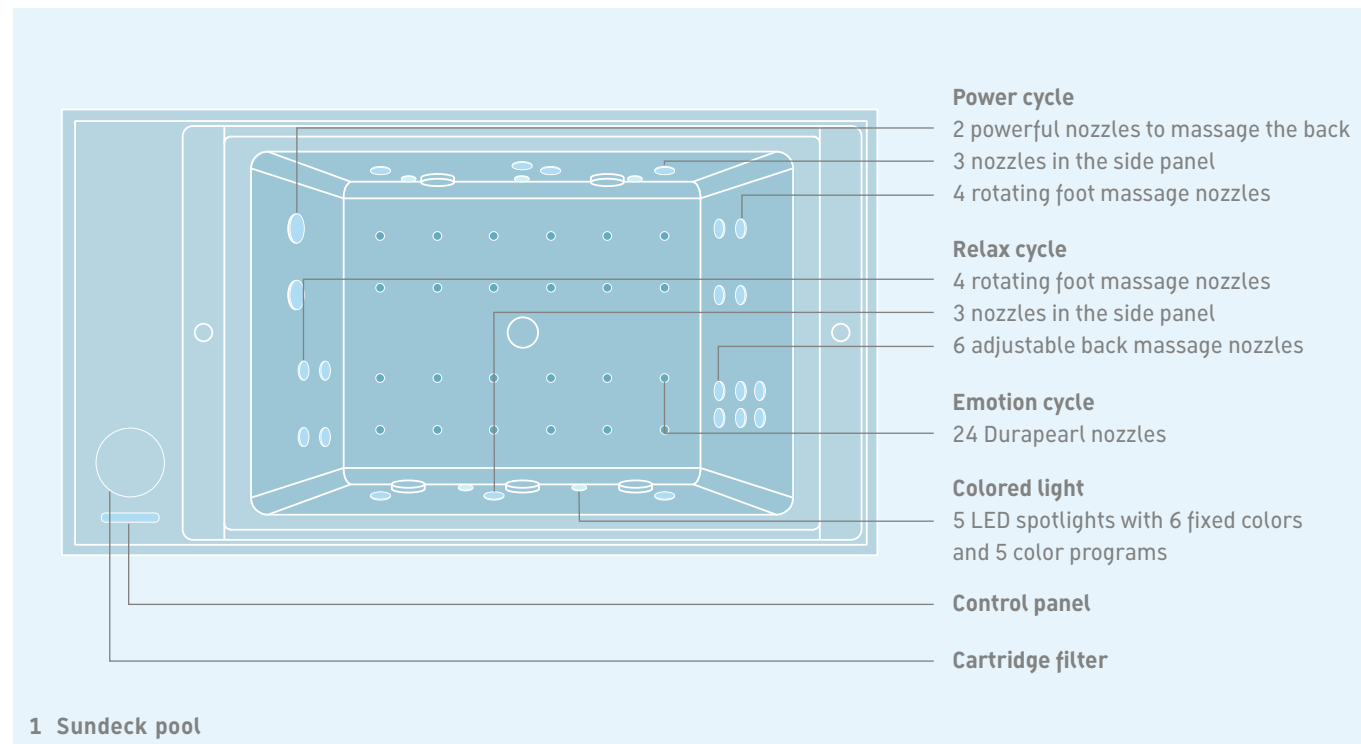 Power cycle
2 powerful nozzles to massage the back
3 nozzles in the side panel
4 rotating foot massage nozzles
Relax cycle
4 rotating foot massage nozzles
3 nozzles in the side panel
6 adjustable back massage nozzles
Emotion cycle
24 Durapearl nozzles
Colored light
5 LED spotlights with 6 fixed colors
and 5 color programs
Control panel
Cartridge filter
1 Sundeck pool